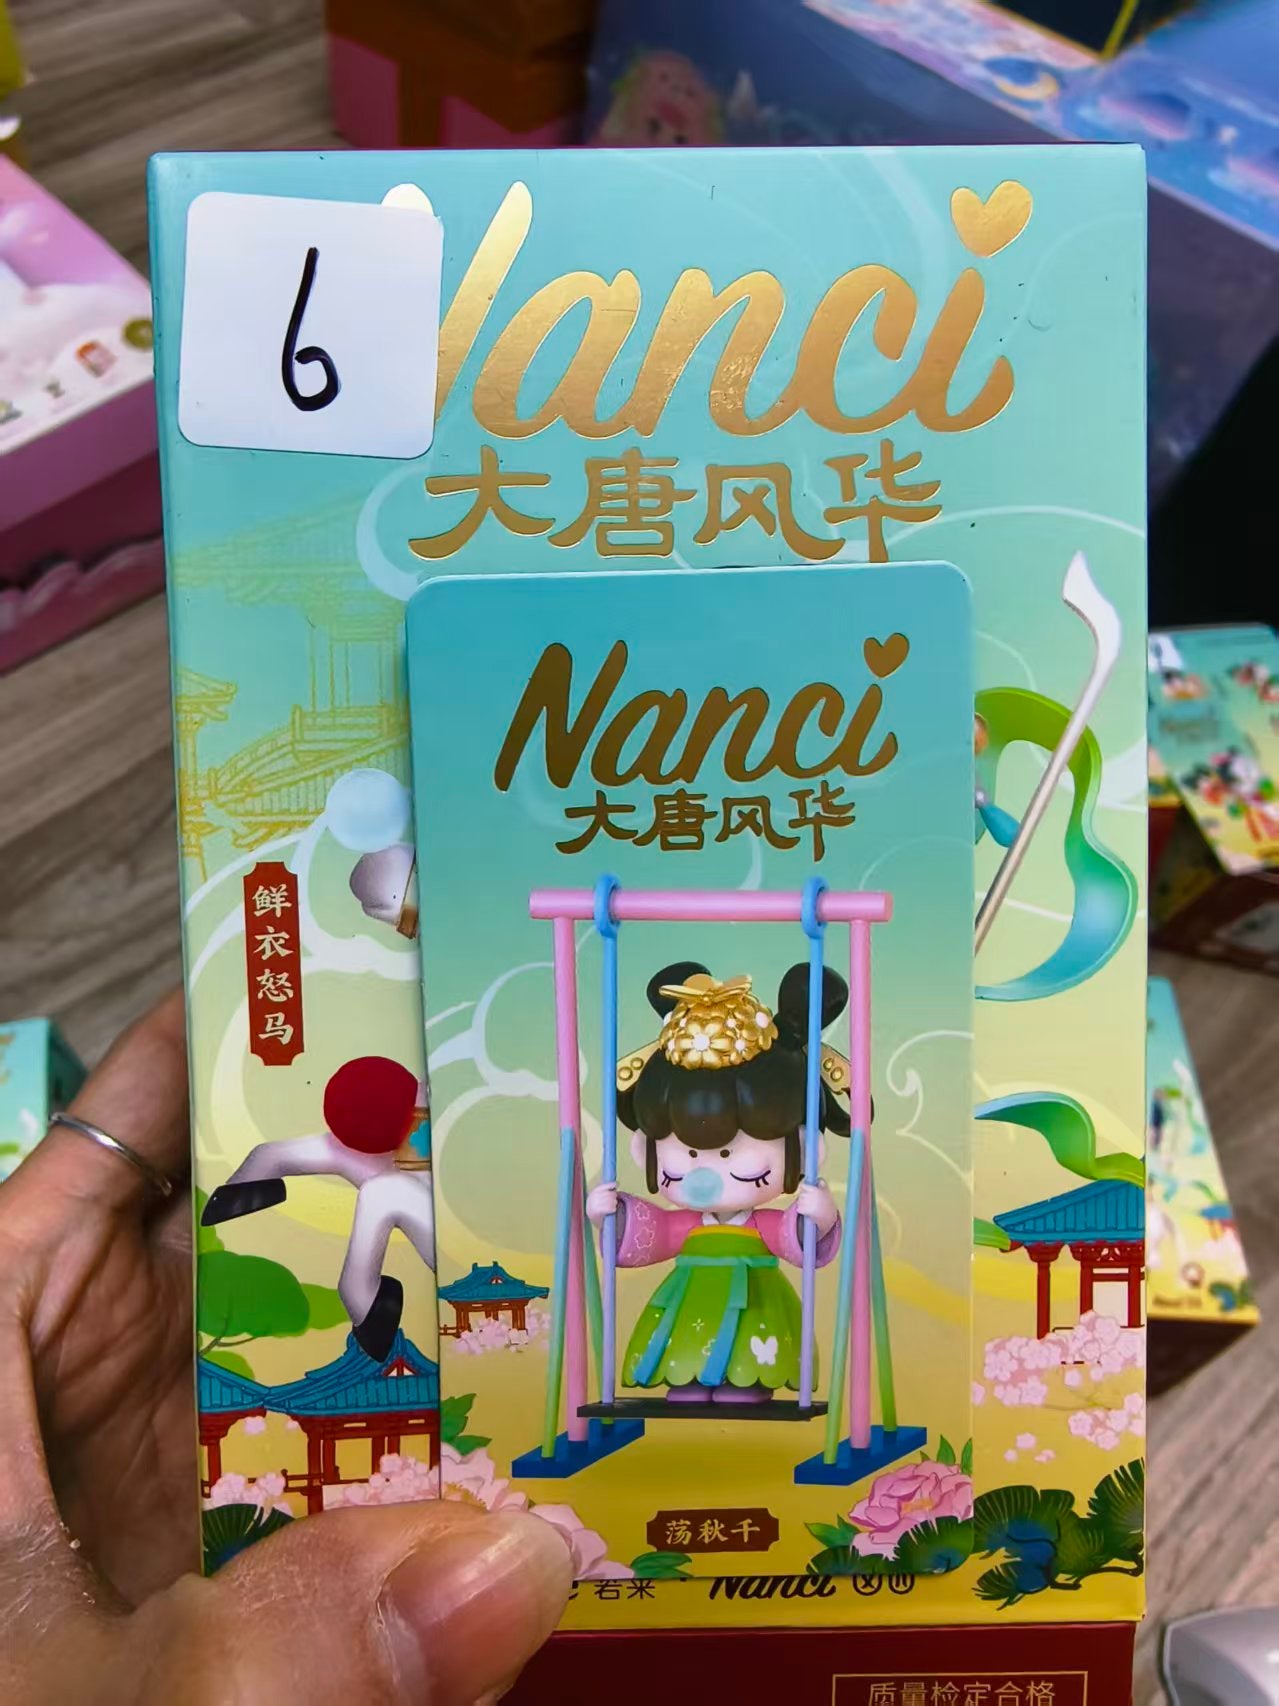 6
Nanci
大唐风华
Nanci
大唐风华
鲜衣怒马
荡秋千
若来 · Nanci
质量检定合格